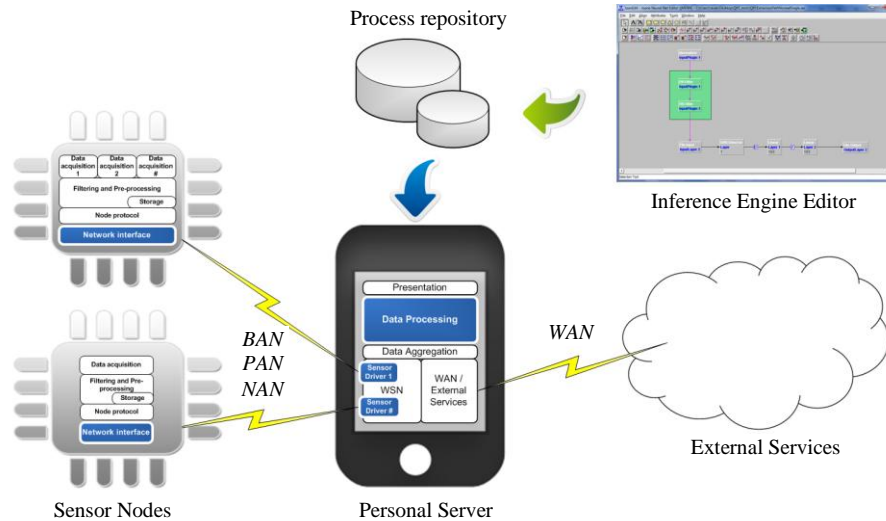 Process repository
Inference Engine Editor
Data acquisition 1
Data acquisition 2
Data acquisition #
Filtering and Pre-processing
Storage
Node protocol
Network interface
BAN
PAN
NAN
Presentation
Data Processing
Data Aggregation
Sensor Driver 1
WSN
Sensor Driver #
WAN / External Services
WAN
Data acquisition
Filtering and Pre-processing
Storage
Node protocol
Network interface
Sensor Nodes
Personal Server
External Services